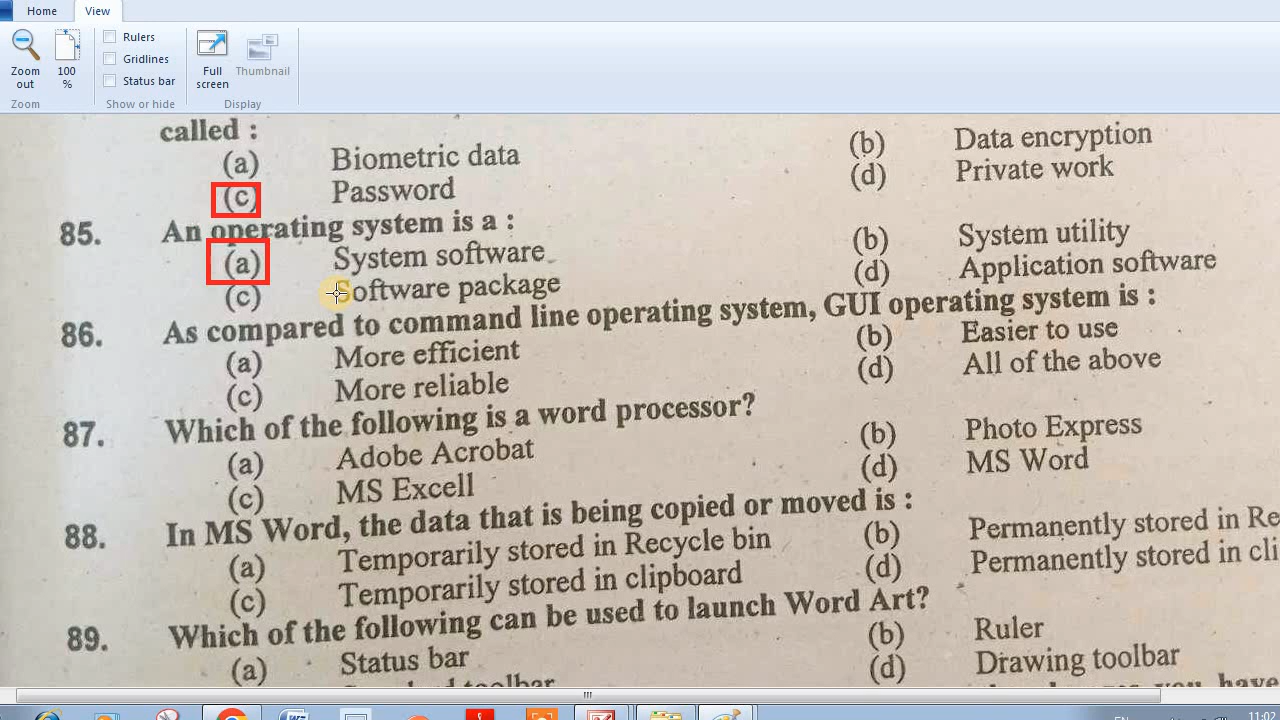 Home View
Zoom out
100 %
Rulers
Gridlines
Status bar
Full screen
Thumbnail
Zoom
Show or hide
Display
called :
(a) Biometric data (b) Data encryption
(c) Password (d) Private work
85. An operating system is a :
(a) System software (b) System utility
(c) Software package (d) Application software
86. As compared to command line operating system, GUI operating system is :
(a) More efficient (b) Easier to use
(c) More reliable (d) All of the above
87. Which of the following is a word processor?
(a) Adobe Acrobat (b) Photo Express
(c) MS Excell (d) MS Word
88. In MS Word, the data that is being copied or moved is :
(a) Temporarily stored in Recycle bin (b) Permanently stored in Re
(c) Temporarily stored in clipboard (d) Permanently stored in cli
89. Which of the following can be used to launch Word Art?
(a) Status bar (b) Ruler
(d) Drawing toolbar
EN 11:02